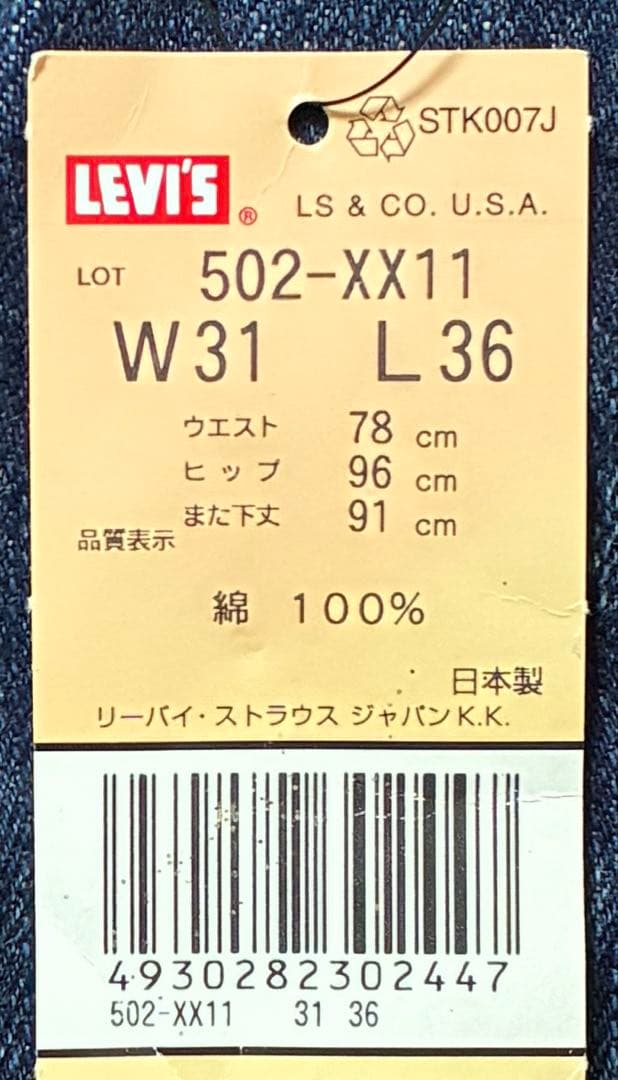 STK007J
LEVI'S® LS & CO. U.S.A.
LOT 502-XX11
W31 L36
ウエスト 78 cm
ヒップ 96 cm
また下丈 91 cm
品質表示
綿 100%
日本製
リーバイ・ストラウス ジャパンK.K.
4930282302447
502-XX11 31 36